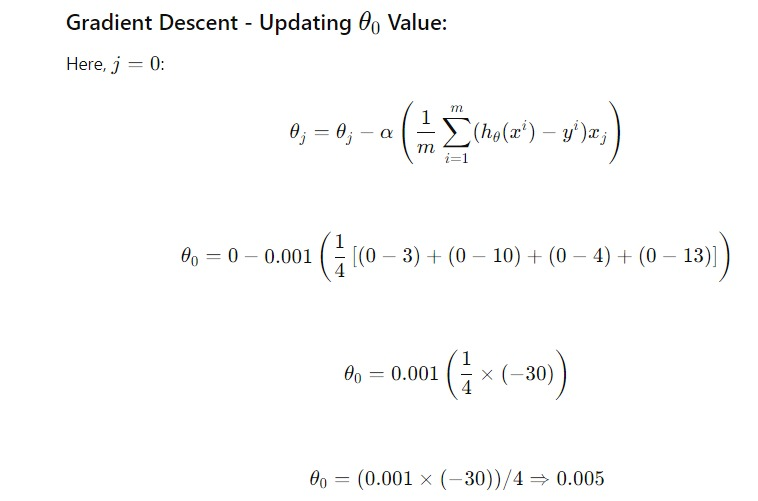 Gradient Descent - Updating θ₀ Value:
Here, j = 0:
θⱼ = θⱼ − α ( 1/m ∑ᵢ₌₁ᵐ (h_θ(xⁱ) − yⁱ)xⱼ )
θ₀ = 0 − 0.001 ( 1/4 [(0 − 3) + (0 − 10) + (0 − 4) + (0 − 13)] )
θ₀ = 0.001 ( 1/4 × (−30) )
θ₀ = (0.001 × (−30))/4 ⇒ 0.005